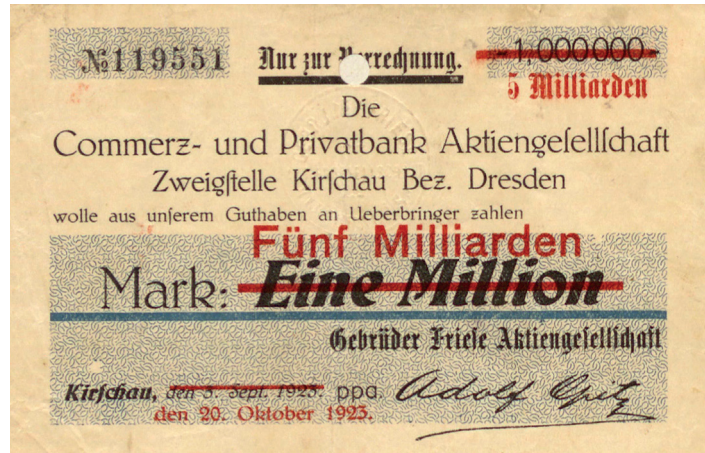 №119551 Nur zur Verrechnung. 1,000000
5 Milliarden
Die
Commerz- und Privatbank Aktiengeſellſchaft
Zweigſtelle Kirſchau Bez. Dresden
wolle aus unſerem Guthaben an Ueberbringer zahlen
Fünf Milliarden
Mark: Eine Million
Gebrüder Frieſe Aktiengeſellſchaft
Kirſchau, den 5. Sept. 1923. ppa. Adolf Opitz
den 20. Oktober 1923.